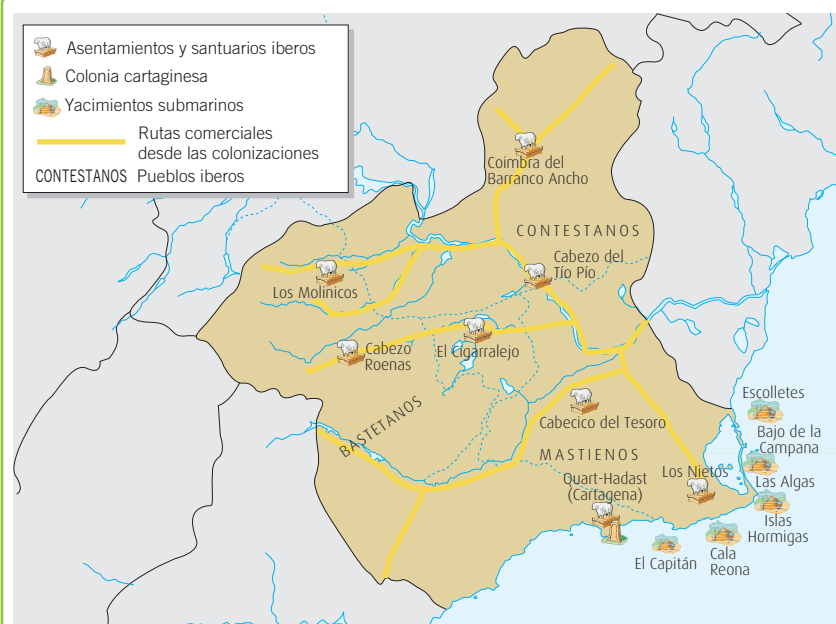 Asentamientos y santuarios iberos
Colonia cartaginesa
Yacimientos submarinos
Rutas comerciales
desde las colonizaciones
CONTESTANOS Pueblos iberos
Coimbra del
Barranco Ancho
CONTESTANOS
Cabezo del
Tío Pío
Los Molinicos
Cabezo
Roenas
El Cigarralejo
BASTETANOS
Cabecico del Tesoro
MASTIENOS
Quart-Hadast
(Cartagena)
Los Nietos
Escolletes
Bajo de la
Campana
Las Algas
Islas
Hormigas
Cala
Reona
El Capitán